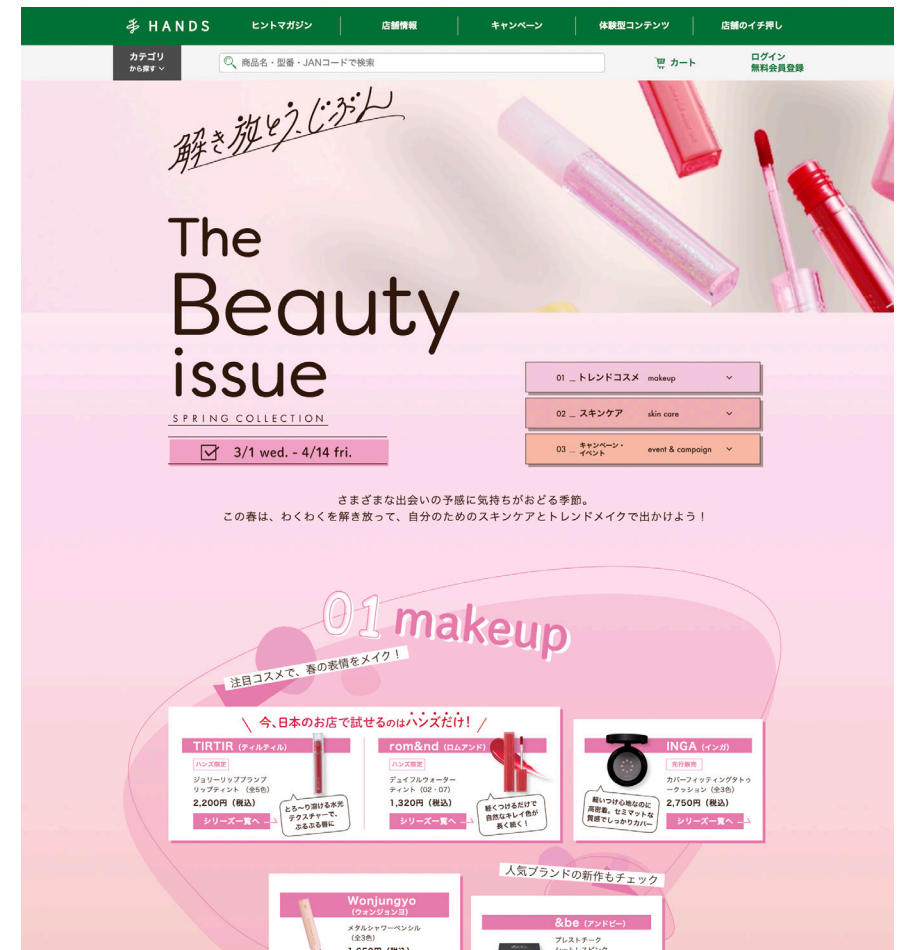 HANDS
ヒントマガジン
店舗情報
キャンペーン
体験型コンテンツ
店舗のイチ押し
カテゴリ
から探す
商品名・型番・JANコードで検索
カート
ログイン
無料会員登録
解き放とう、じぶん
The
Beauty
issue
SPRING COLLECTION
3/1 wed. - 4/14 fri.
01 _ トレンドコスメ makeup
02 _ スキンケア skin care
03 _ キャンペーン・
イベント event & campaign
さまざまな出会いの予感に気持ちがおどる季節。
この春は、わくわくを解き放って、自分のためのスキンケアとトレンドメイクで出かけよう！
01 makeup
注目コスメで、春の表情をメイク！
\ 今、日本のお店で試せるのはハンズだけ！ /
TIRTIR (ティルティル)
ハンズ限定
ジューリーリッププランプ
リップティント （全5色）
2,200円（税込）
シリーズ一覧へ
とろ〜り溶ける水光
テクスチャーで、
ぷるぷる唇に
rom&nd (ロムアンド)
ハンズ限定
デュイフルウォーター
ティント（02・07）
1,320円（税込）
シリーズ一覧へ
軽くつけるだけで
自然なキレイ色が
長く続く！
INGA (インガ)
先行販売
カバーフィッティングタトゥ
ークッション（全3色）
2,750円（税込）
シリーズ一覧へ
軽いつけ心地なのに
高密着。セミマットな
質感でしっかりカバー
人気ブランドの新作もチェック
Wonjungyo
(ウォンジョンヨ)
メタルシャワーペンシル
（全3色）
&be (アンドビー)
プレストチーク